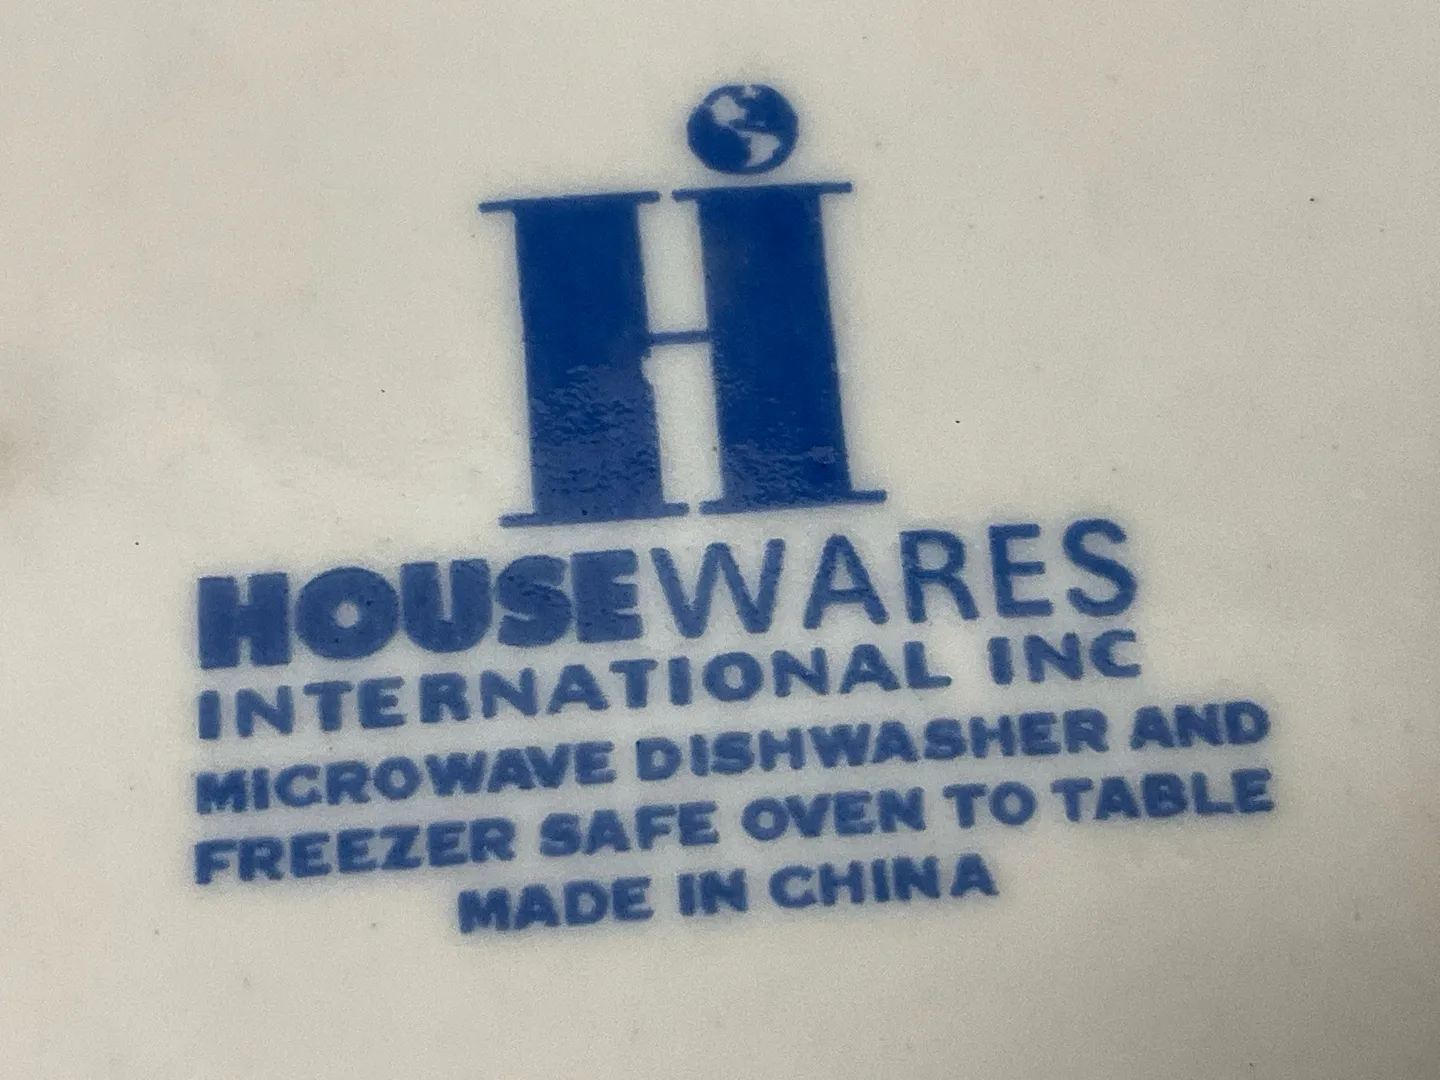 Hi
HOUSEWARES
INTERNATIONAL INC
MICROWAVE DISHWASHER AND
FREEZER SAFE OVEN TO TABLE
MADE IN CHINA